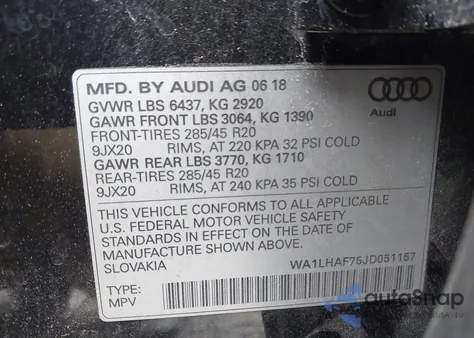 MFD. BY AUDI AG 06 18
GVWR LBS 6437, KG 2920
GAWR FRONT LBS 3064, KG 1390
FRONT-TIRES 285/45 R20
9JX20 RIMS, AT 220 KPA 32 PSI COLD
GAWR REAR LBS 3770, KG 1710
REAR-TIRES 285/45 R20
9JX20 RIMS, AT 240 KPA 35 PSI COLD
Audi
THIS VEHICLE CONFORMS TO ALL APPLICABLE
U.S. FEDERAL MOTOR VEHICLE SAFETY
STANDARDS IN EFFECT ON THE DATE OF
MANUFACTURE SHOWN ABOVE.
SLOVAKIA WA1LHAF75JD051157
TYPE:
MPV
autoSnap